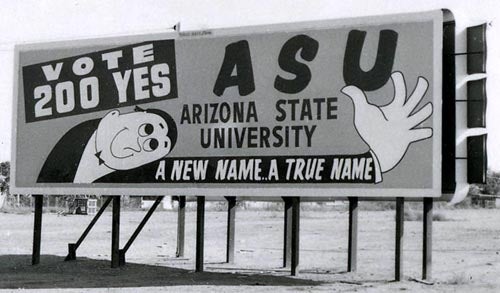 VOTE
200 YES
ASU
ARIZONA STATE
UNIVERSITY
A NEW NAME..A TRUE NAME